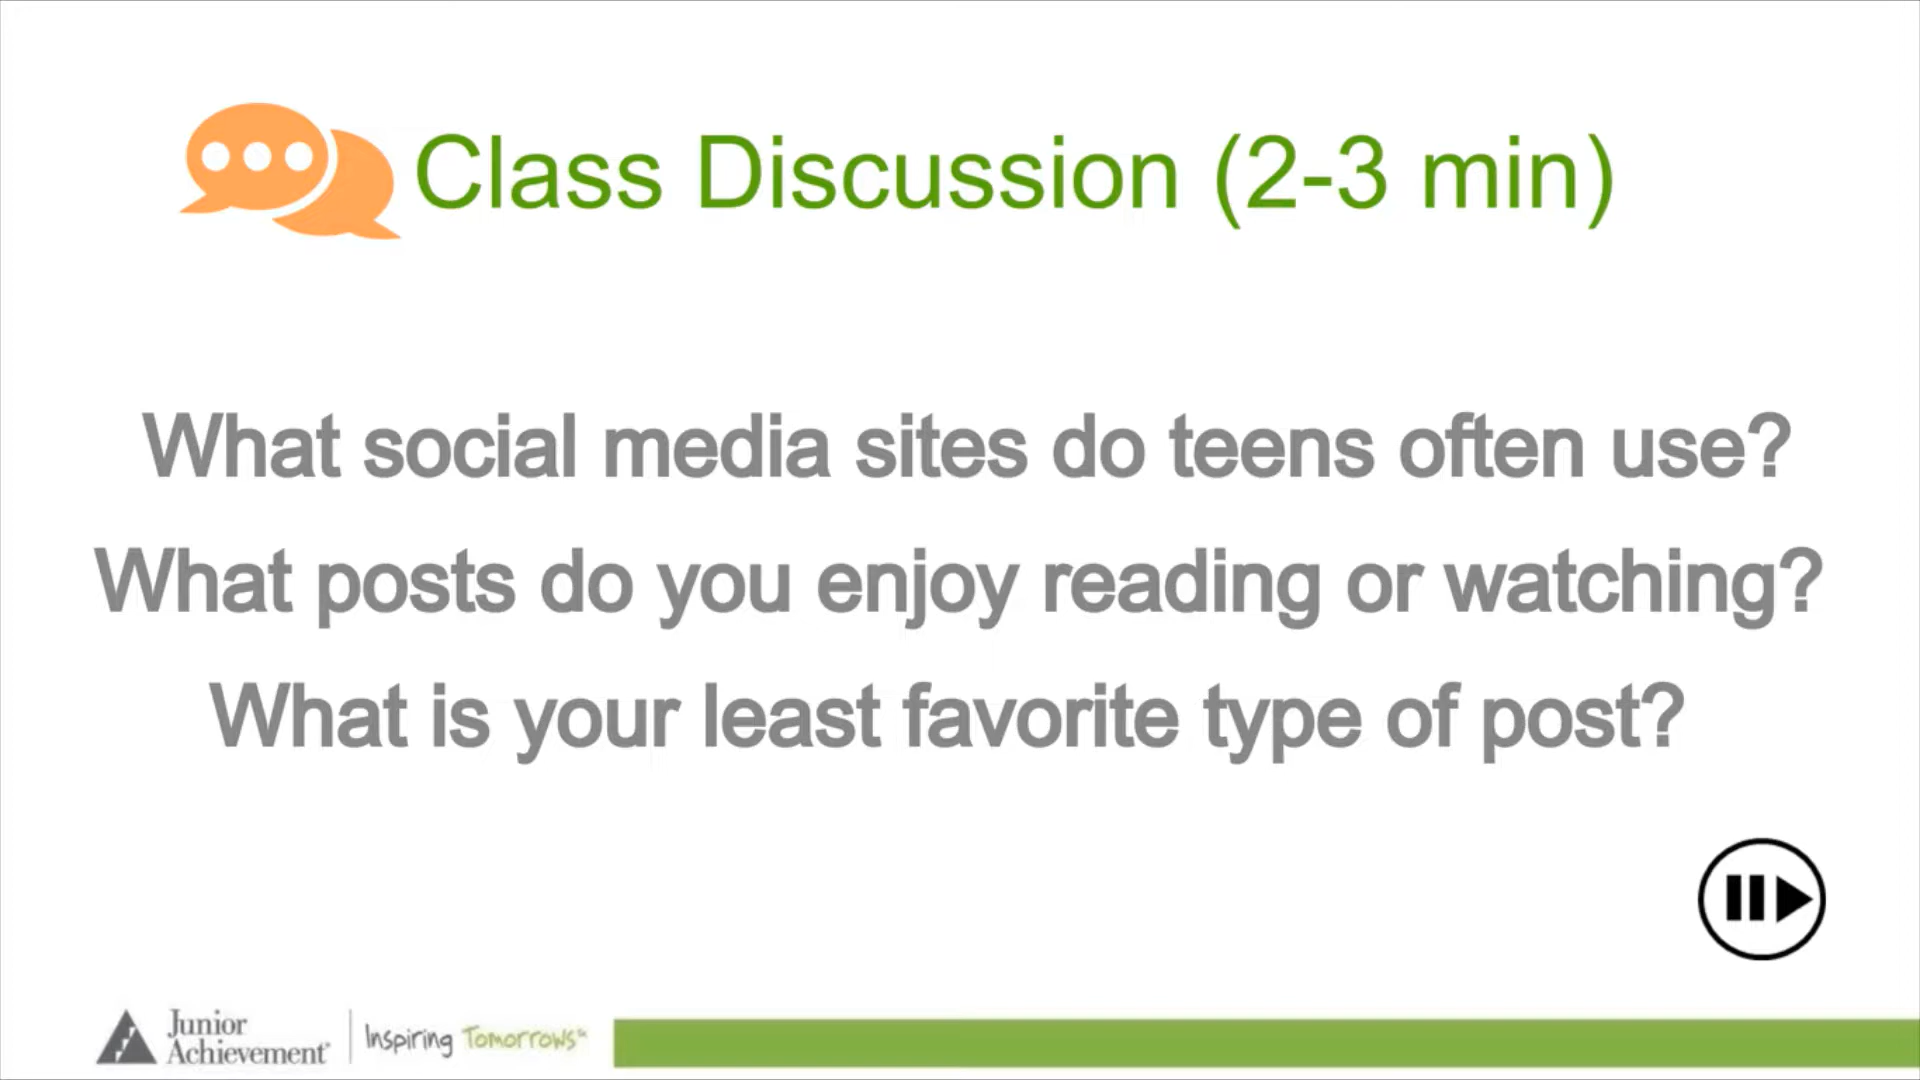 Class Discussion (2-3 min)
What social media sites do teens often use?
What posts do you enjoy reading or watching?
What is your least favorite type of post?
Junior
Achievement®
Inspiring Tomorrows℠